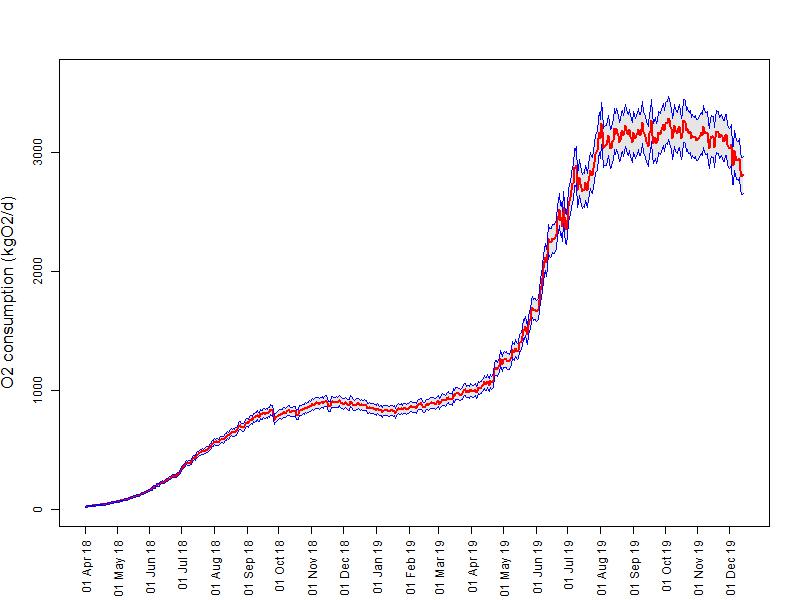 O2 consumption (kgO2/d)
3000
2000
1000
0
01 Apr 18
01 May 18
01 Jun 18
01 Jul 18
01 Aug 18
01 Sep 18
01 Oct 18
01 Nov 18
01 Dec 18
01 Jan 19
01 Feb 19
01 Mar 19
01 Apr 19
01 May 19
01 Jun 19
01 Jul 19
01 Aug 19
01 Sep 19
01 Oct 19
01 Nov 19
01 Dec 19